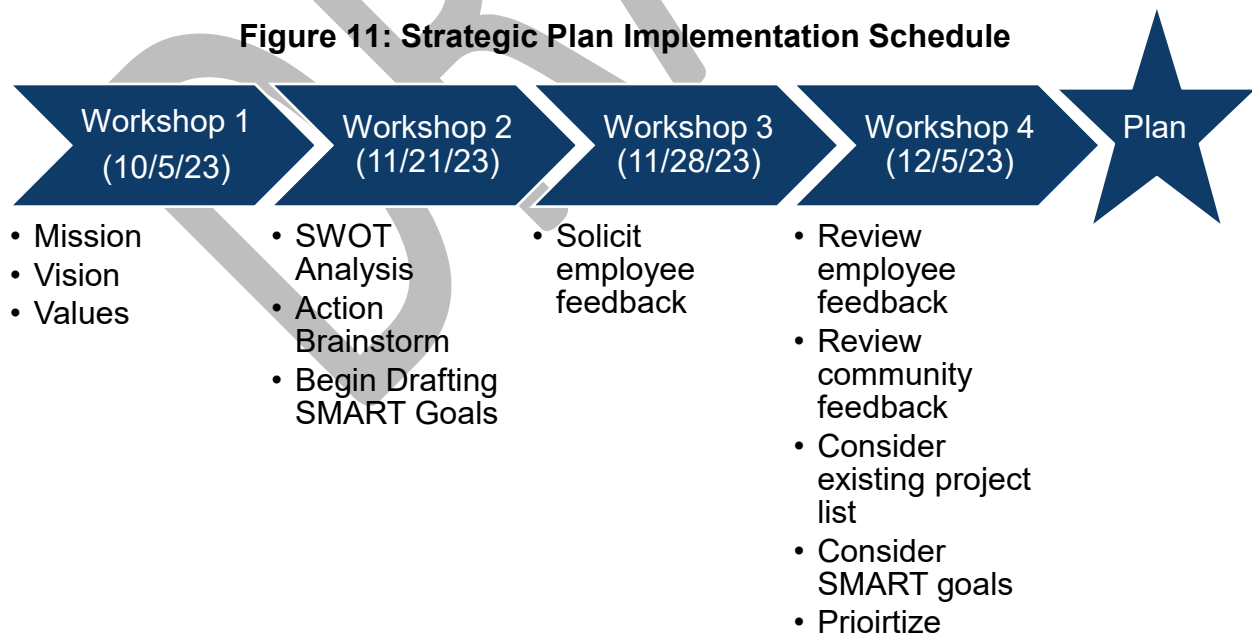 Figure 11: Strategic Plan Implementation Schedule
Workshop 1
(10/5/23)
Workshop 2
(11/21/23)
Workshop 3
(11/28/23)
Workshop 4
(12/5/23)
Plan
• Mission
• Vision
• Values
• SWOT
Analysis
• Action
Brainstorm
• Begin Drafting
SMART Goals
• Solicit
employee
feedback
• Review
employee
feedback
• Review
community
feedback
• Consider
existing project
list
• Consider
SMART goals
• Prioirtize